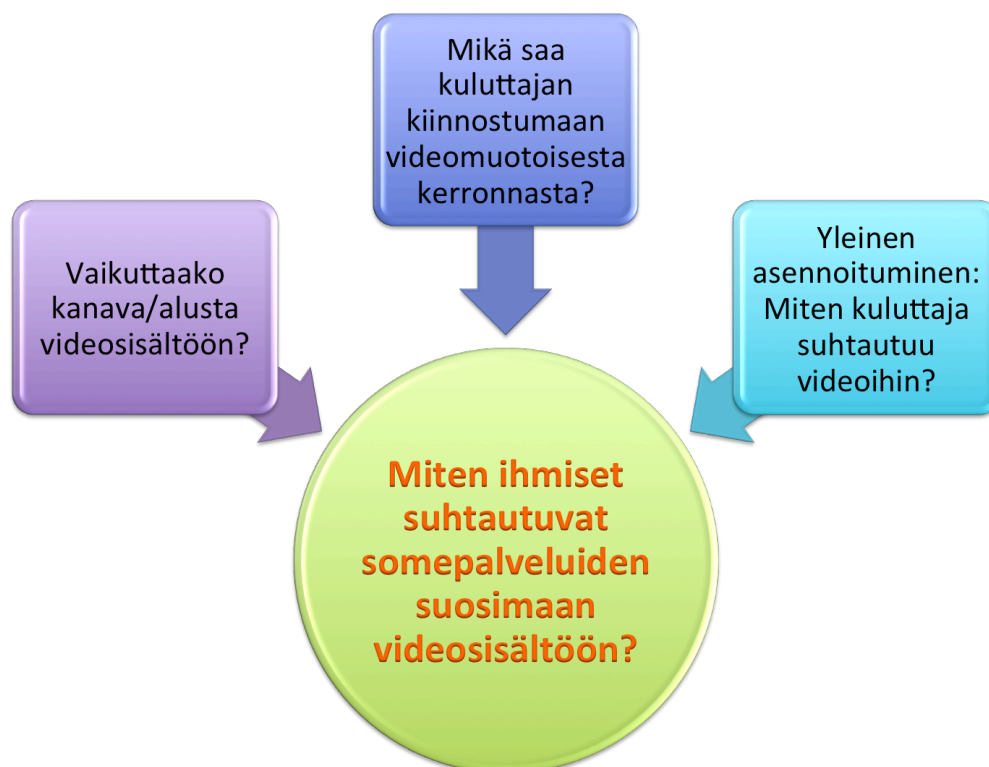 Mikä saa
kuluttajan
kiinnostumaan
videomuotoisesta
kerronnasta?
Vaikuttaako
kanava/alusta
videosisältöön?
Yleinen
asennoituminen:
Miten kuluttaja
suhtautuu
videoihin?
Miten ihmiset
suhtautuvat
somepalveluiden
suosimaan
videosisältöön?